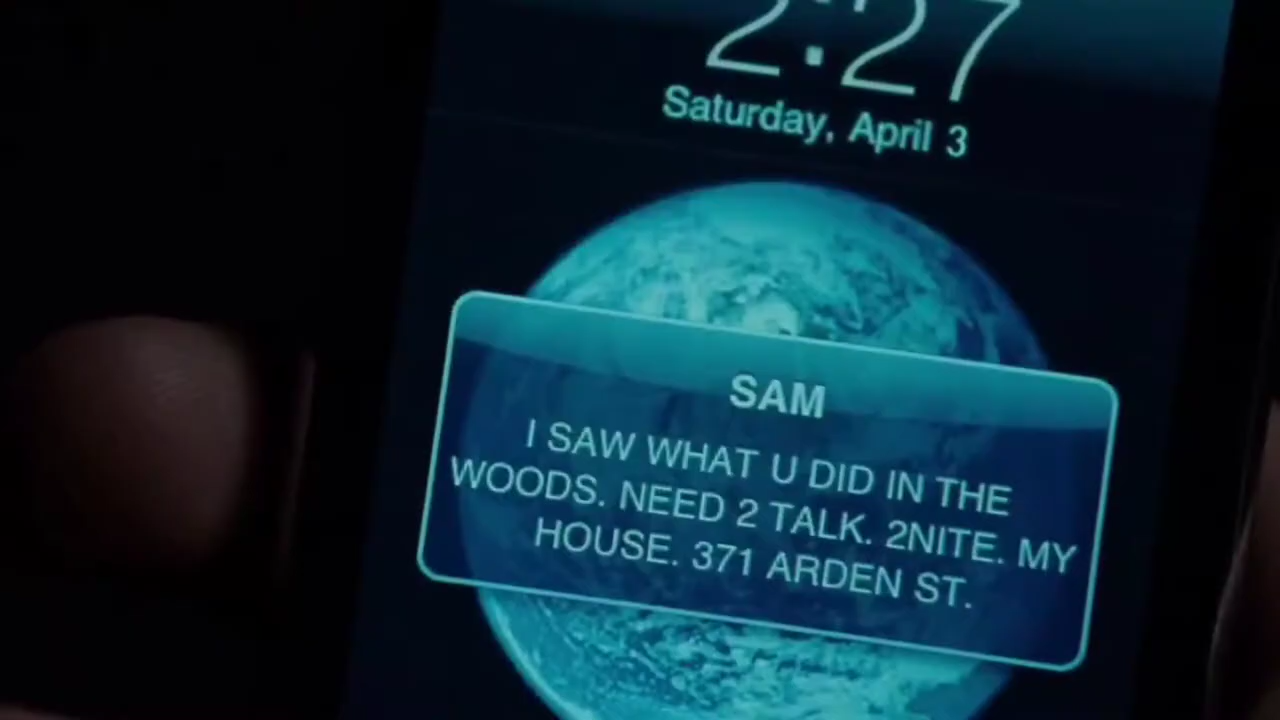 2:27
Saturday, April 3
SAM
I SAW WHAT U DID IN THE
WOODS. NEED 2 TALK. 2NITE. MY
HOUSE. 371 ARDEN ST.